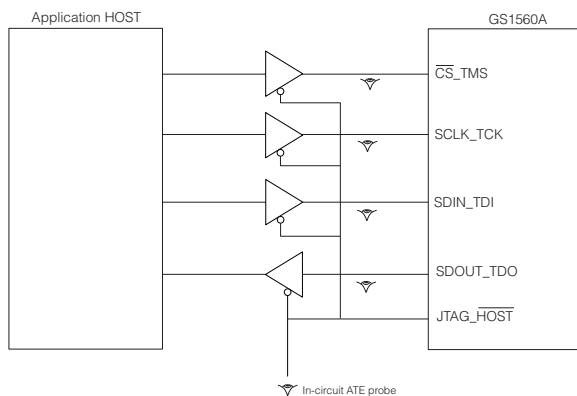 Application HOST
GS1560A
CS_TMS
SCLK_TCK
SDIN_TDI
SDOUT_TDO
JTAG_HOST
In-circuit ATE probe